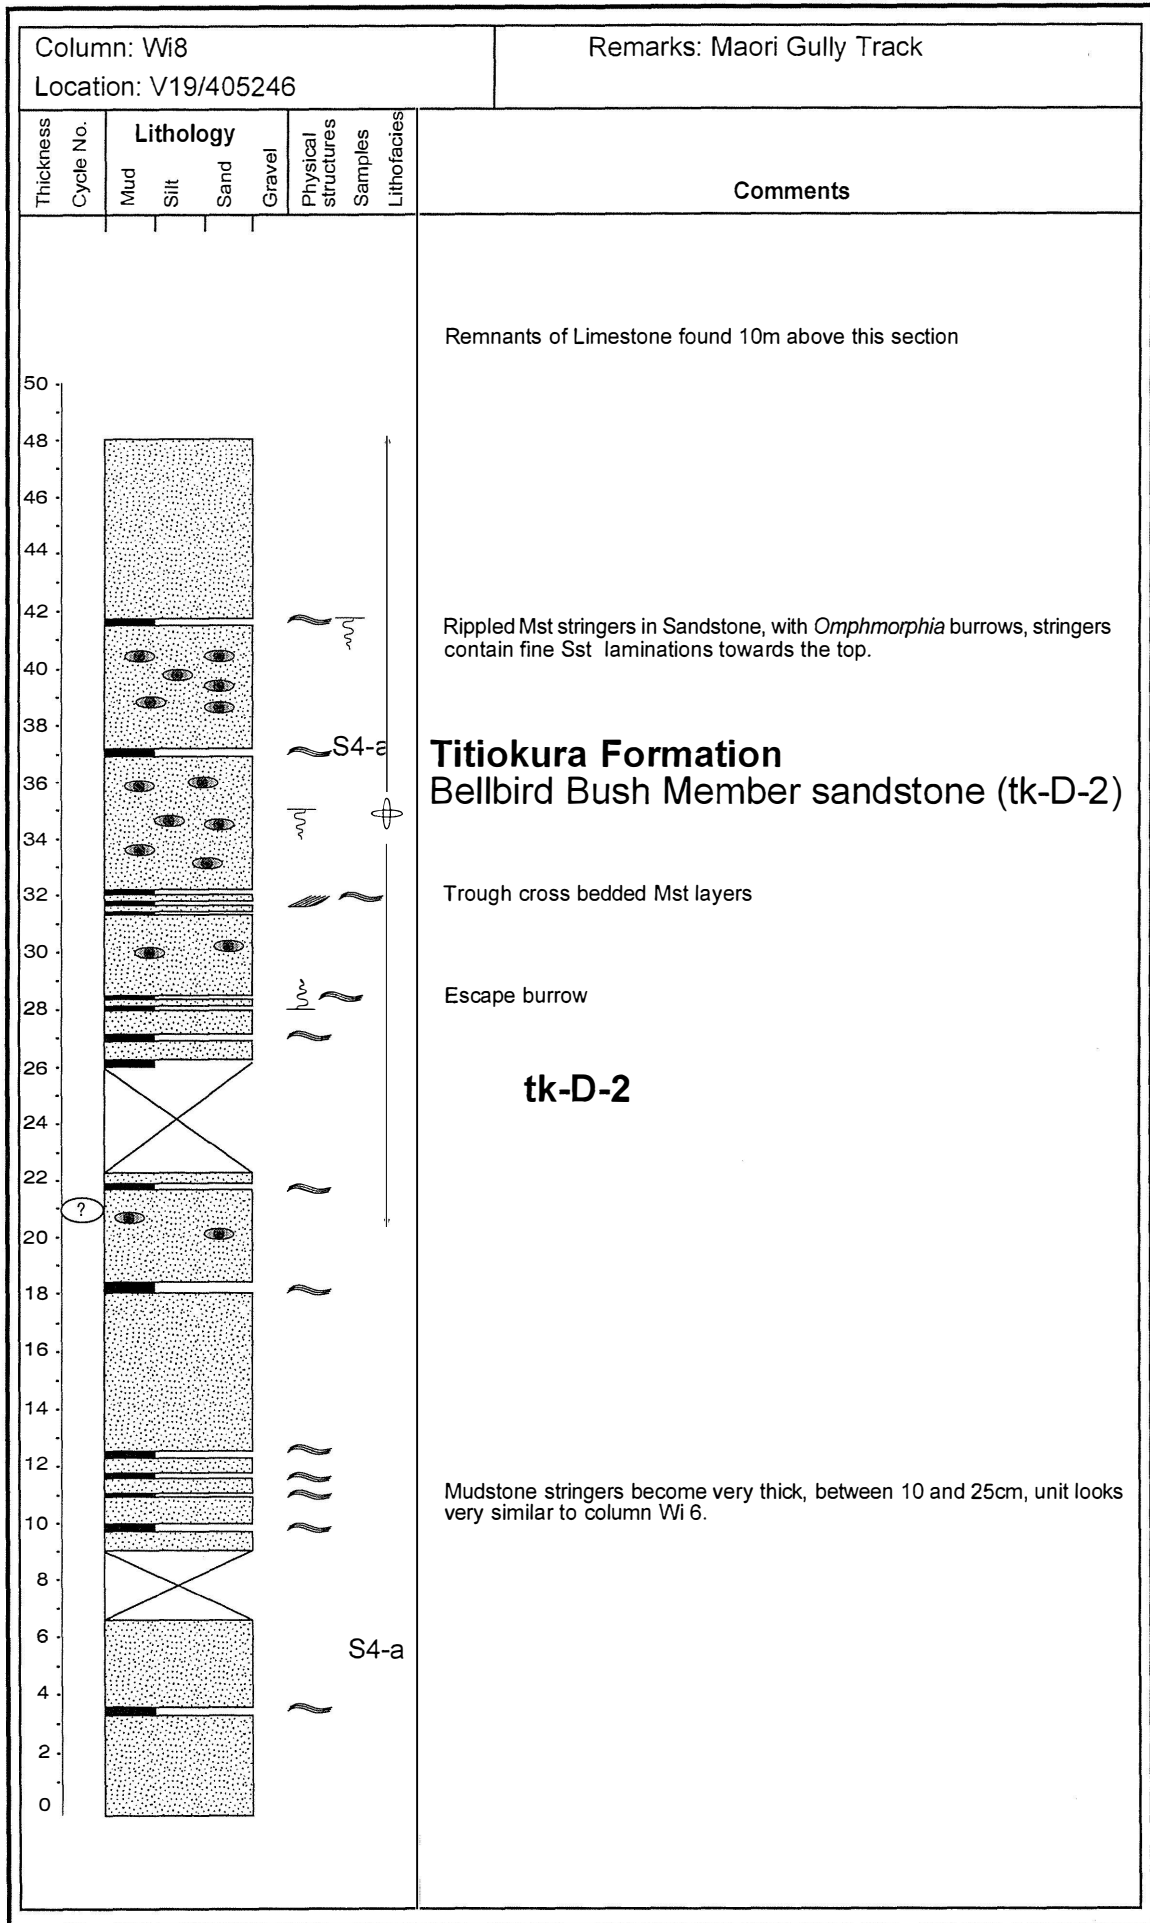 Column: Wi8
Location: V19/405246
Remarks: Maori Gully Track
Thickness
Cycle No.
Lithology
Mud
Silt
Sand
Gravel
Physical structures
Samples
Lithofacies
Comments
Remnants of Limestone found 10m above this section
50
48
46
44
42
Rippled Mst stringers in Sandstone, with Omphmorphia burrows, stringers
contain fine Sst laminations towards the top.
40
38
S4-a
Titiokura Formation
36
Bellbird Bush Member sandstone (tk-D-2)
34
32
Trough cross bedded Mst layers
30
28
Escape burrow
26
tk-D-2
24
22
?
20
18
16
14
12
Mudstone stringers become very thick, between 10 and 25cm, unit looks
very similar to column Wi 6.
10
8
6
S4-a
4
2
0